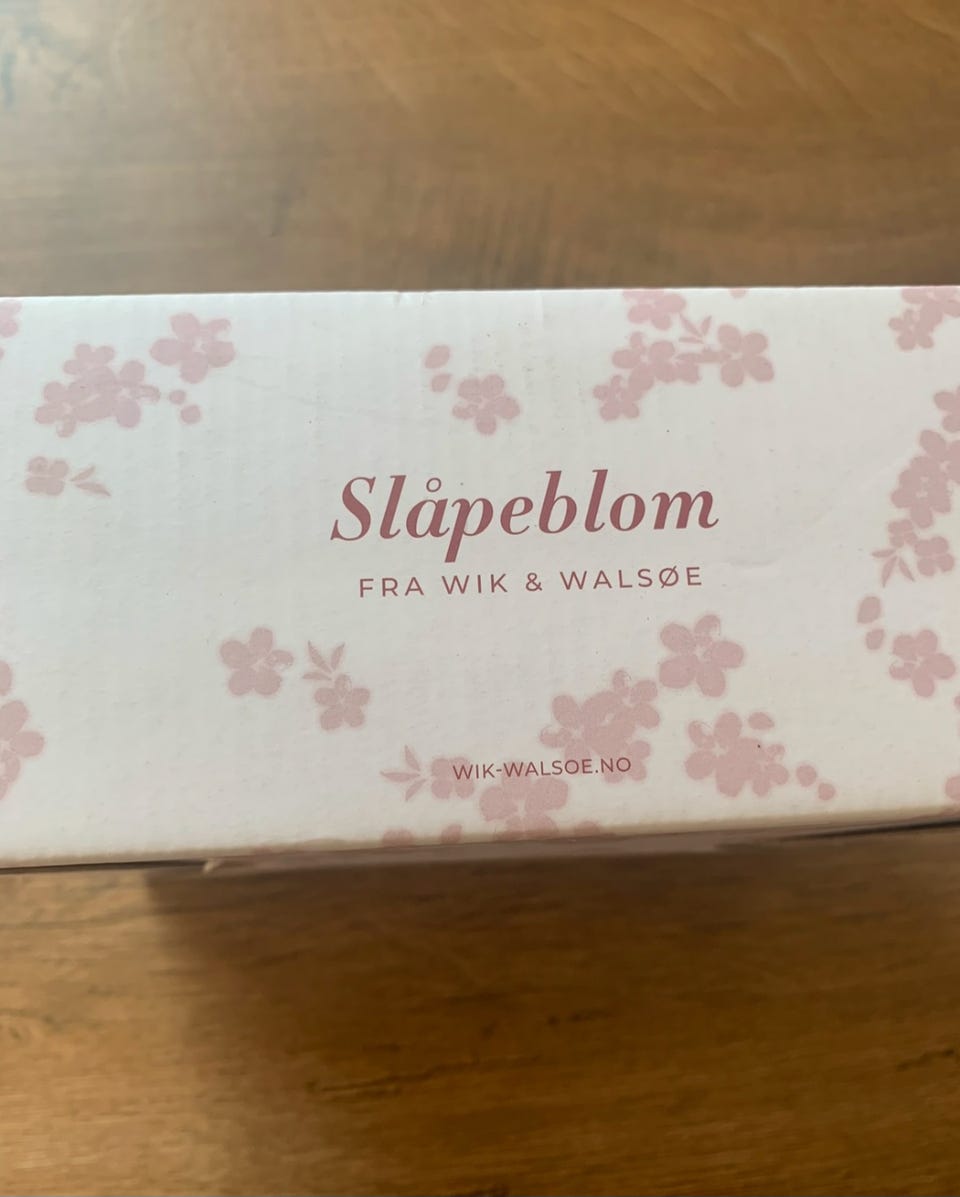 Slåpeblom
FRA WIK & WALSØE
WIK-WALSOE.NO